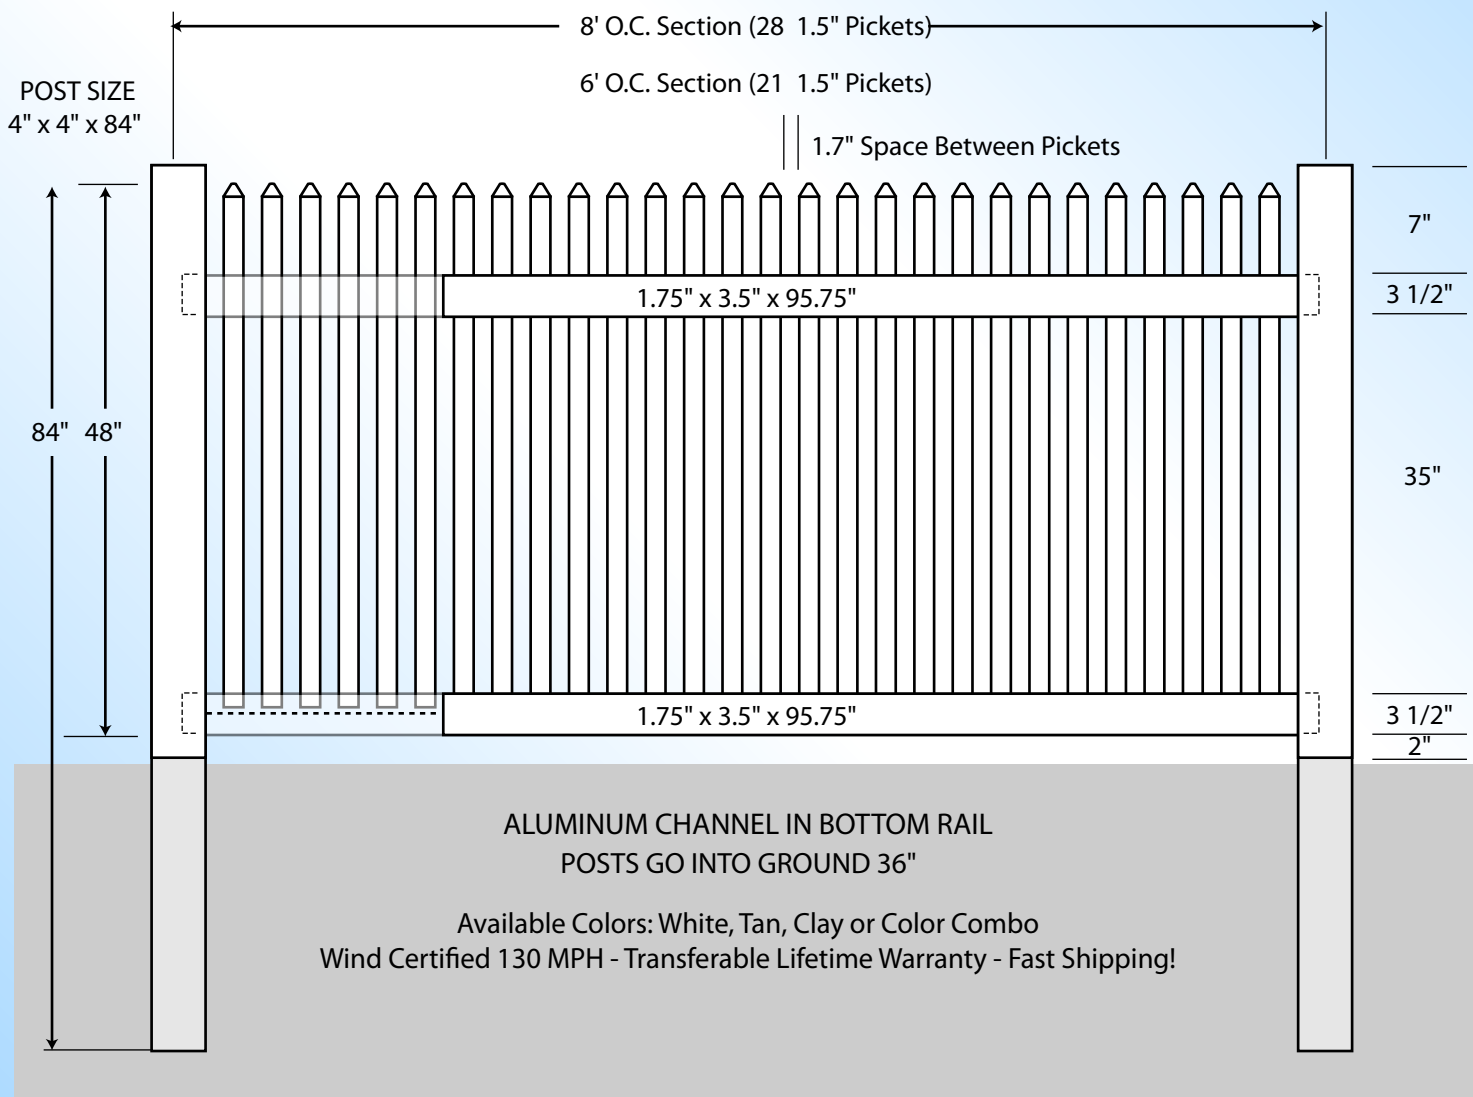 8' O.C. Section (28 1.5" Pickets)
6' O.C. Section (21 1.5" Pickets)
POST SIZE
4" x 4" x 84"
1.7" Space Between Pickets
7"
1.75" x 3.5" x 95.75"
3 1/2"
84" 48"
35"
1.75" x 3.5" x 95.75"
3 1/2"
2"
ALUMINUM CHANNEL IN BOTTOM RAIL
POSTS GO INTO GROUND 36"
Available Colors: White, Tan, Clay or Color Combo
Wind Certified 130 MPH - Transferable Lifetime Warranty - Fast Shipping!